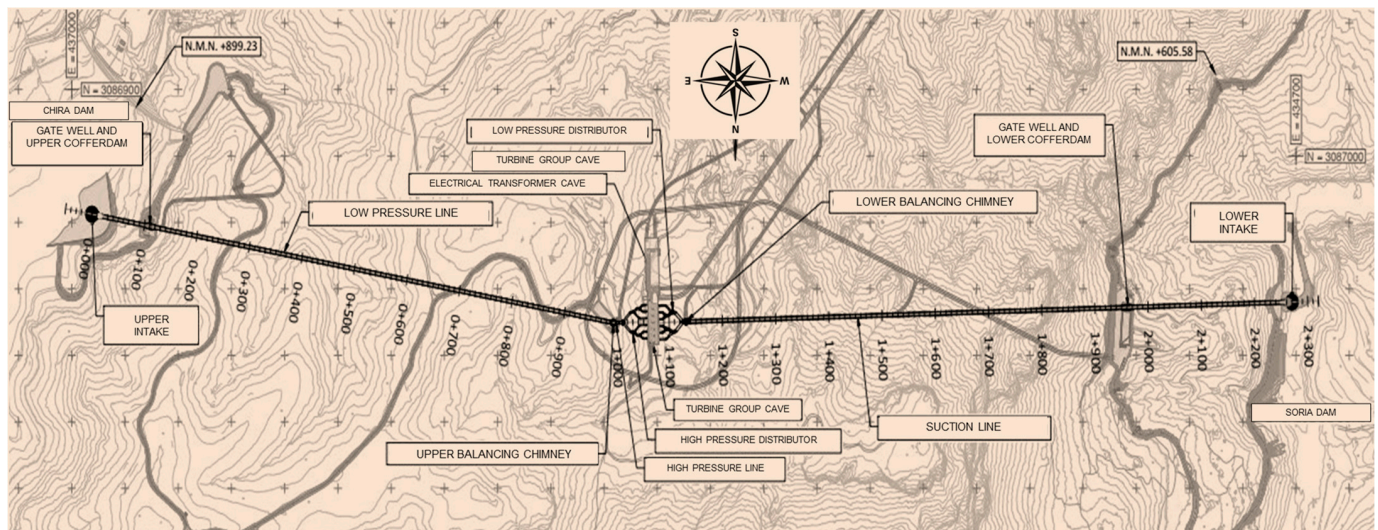 E = 437000
N.M.N. +899.23
N = 3086900
CHIRA DAM
GATE WELL AND
UPPER COFFERDAM
LOW PRESSURE DISTRIBUTOR
TURBINE GROUP CAVE
ELECTRICAL TRANSFORMER CAVE
LOW PRESSURE LINE
S
E
W
N
N.M.N. +605.58
E = 434700
N = 3087000
GATE WELL AND
LOWER COFFERDAM
LOWER BALANCING CHIMNEY
LOWER
INTAKE
UPPER
INTAKE
0+000
0+100
0+200
0+300
0+400
0+500
0+600
0+700
0+800
0+900
1+000
1+100
1+200
1+300
1+400
1+500
1+600
1+700
1+800
1+900
2+000
2+100
2+200
2+300
TURBINE GROUP CAVE
HIGH PRESSURE DISTRIBUTOR
HIGH PRESSURE LINE
UPPER BALANCING CHIMNEY
SUCTION LINE
SORIA DAM